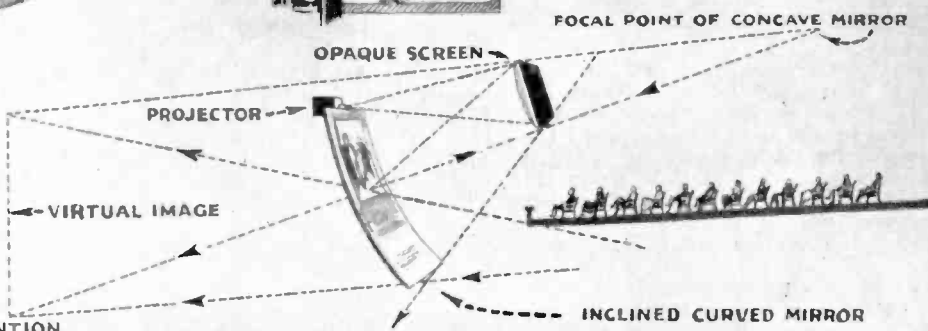 FOCAL POINT OF CONCAVE MIRROR
OPAQUE SCREEN
PROJECTOR
VIRTUAL IMAGE
INCLINED CURVED MIRROR